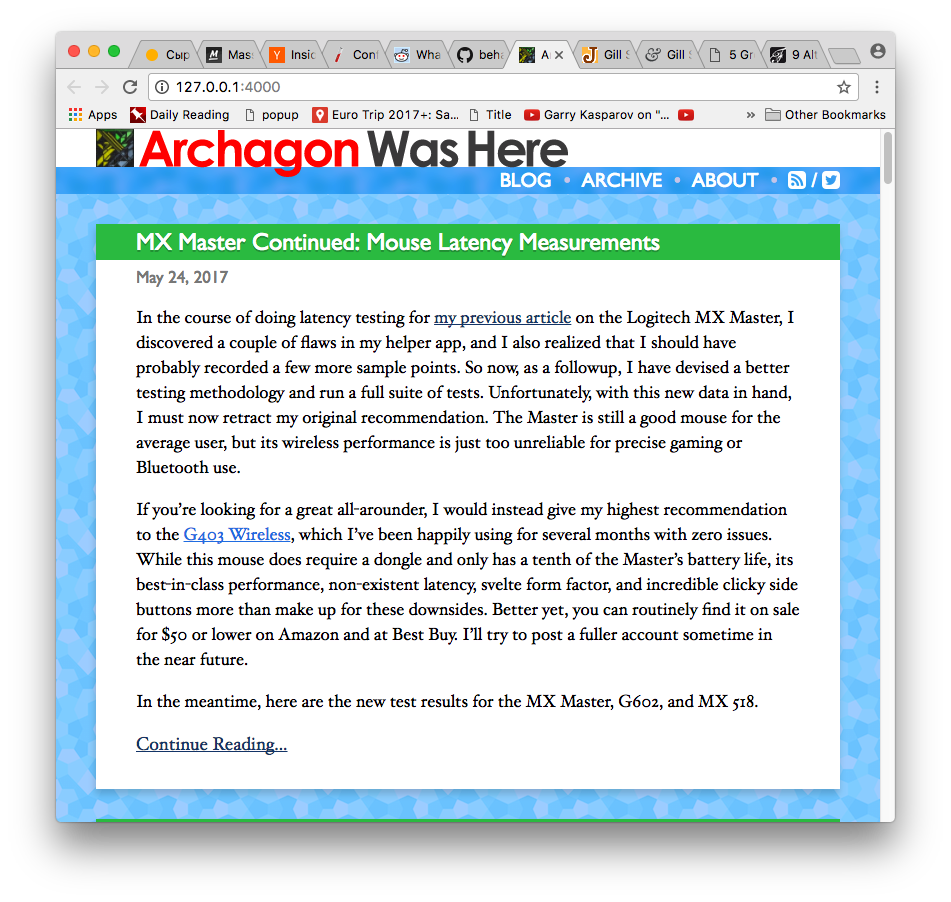 Сыр Mas Insid Conf Wha beha A Gill S Gill S 5 Gr 9 Alt
127.0.0.1:4000
Apps Daily Reading popup Euro Trip 2017+: Sa... Title Garry Kasparov on "... » Other Bookmarks
Archagon Was Here
BLOG • ARCHIVE • ABOUT • /
MX Master Continued: Mouse Latency Measurements
May 24, 2017
In the course of doing latency testing for my previous article on the Logitech MX Master, I
discovered a couple of flaws in my helper app, and I also realized that I should have
probably recorded a few more sample points. So now, as a followup, I have devised a better
testing methodology and run a full suite of tests. Unfortunately, with this new data in hand,
I must now retract my original recommendation. The Master is still a good mouse for the
average user, but its wireless performance is just too unreliable for precise gaming or
Bluetooth use.
If you’re looking for a great all-arounder, I would instead give my highest recommendation
to the G403 Wireless, which I’ve been happily using for several months with zero issues.
While this mouse does require a dongle and only has a tenth of the Master’s battery life, its
best-in-class performance, non-existent latency, svelte form factor, and incredible clicky side
buttons more than make up for these downsides. Better yet, you can routinely find it on sale
for $50 or lower on Amazon and at Best Buy. I’ll try to post a fuller account sometime in
the near future.
In the meantime, here are the new test results for the MX Master, G602, and MX 518.
Continue Reading...